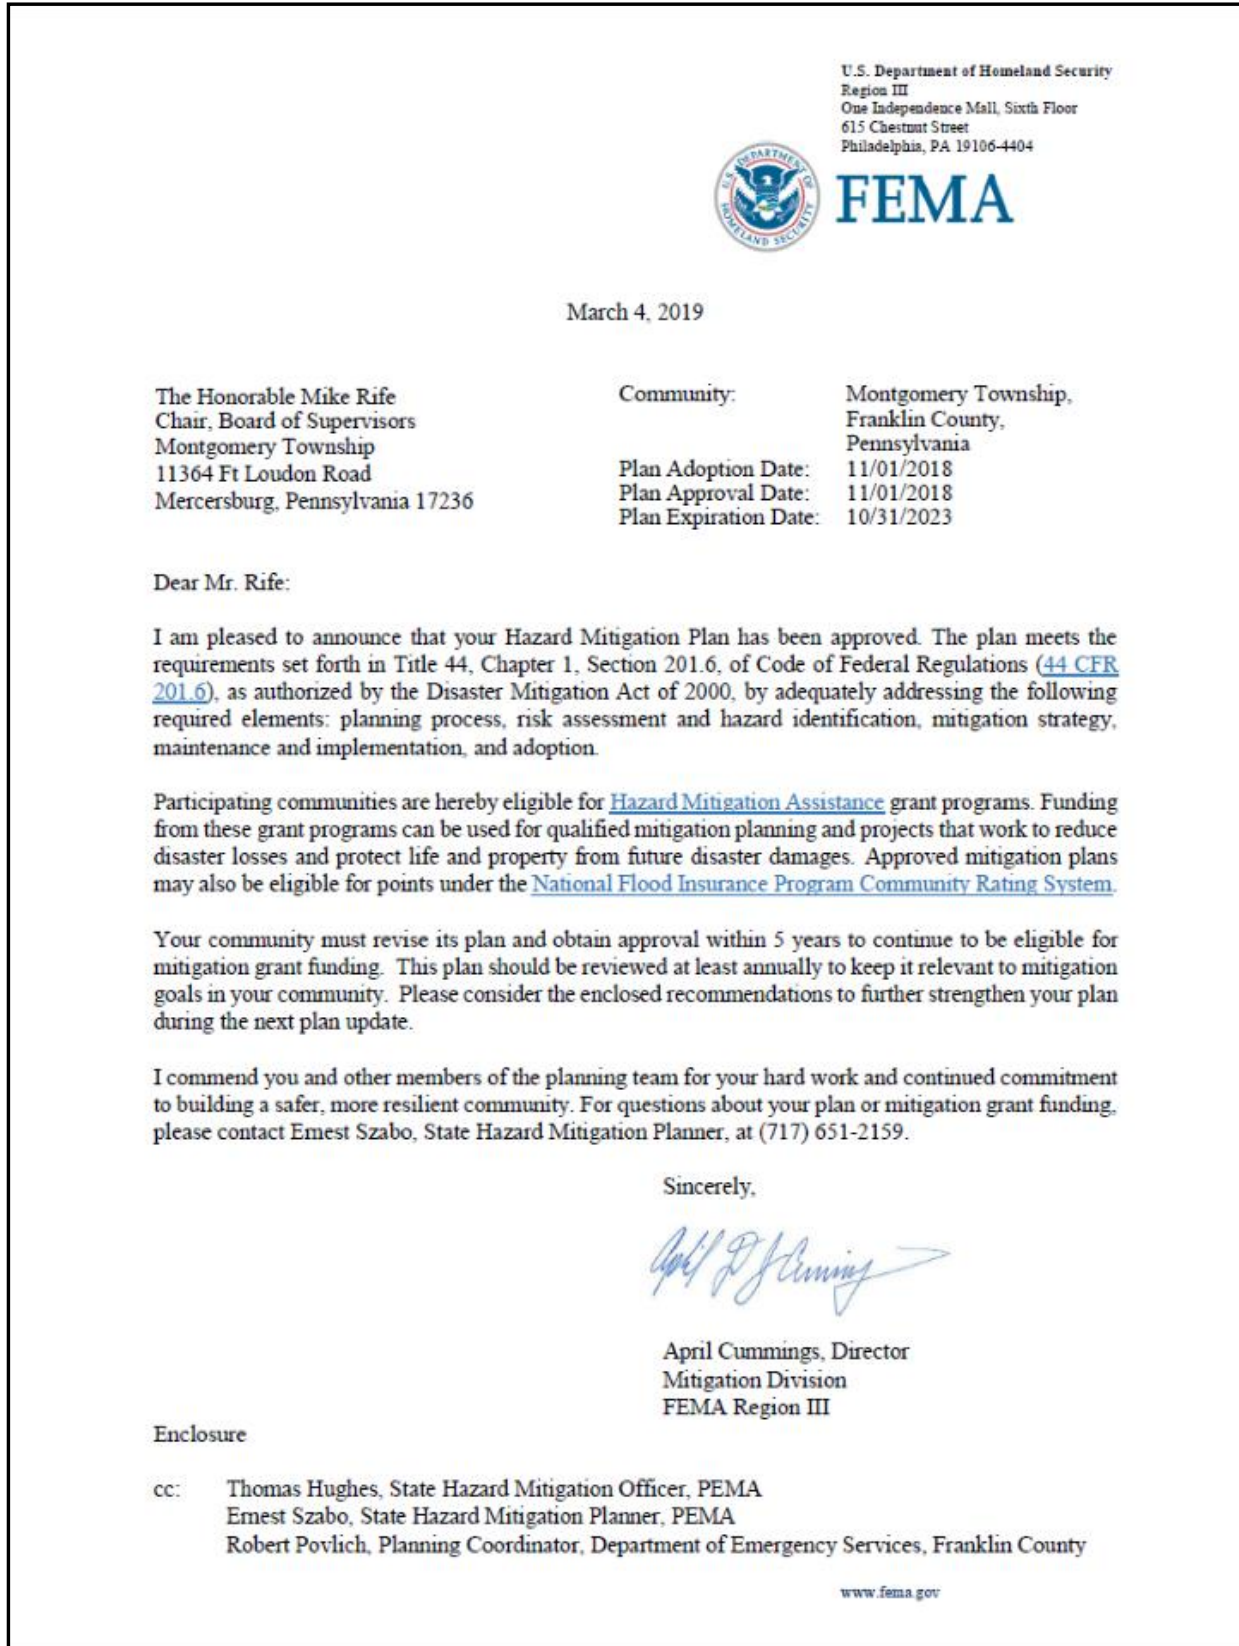 U.S. Department of Homeland Security
Region III
One Independence Mall, Sixth Floor
615 Chestnut Street
Philadelphia, PA 19106-4404
U.S. DEPARTMENT OF HOMELAND SECURITY
FEMA
March 4, 2019
The Honorable Mike Rife
Chair, Board of Supervisors
Montgomery Township
11364 Ft Loudon Road
Mercersburg, Pennsylvania 17236
Community: Montgomery Township,
Franklin County,
Pennsylvania
Plan Adoption Date: 11/01/2018
Plan Approval Date: 11/01/2018
Plan Expiration Date: 10/31/2023
Dear Mr. Rife:
I am pleased to announce that your Hazard Mitigation Plan has been approved. The plan meets the
requirements set forth in Title 44, Chapter 1, Section 201.6, of Code of Federal Regulations (44 CFR
201.6), as authorized by the Disaster Mitigation Act of 2000, by adequately addressing the following
required elements: planning process, risk assessment and hazard identification, mitigation strategy,
maintenance and implementation, and adoption.
Participating communities are hereby eligible for Hazard Mitigation Assistance grant programs. Funding
from these grant programs can be used for qualified mitigation planning and projects that work to reduce
disaster losses and protect life and property from future disaster damages. Approved mitigation plans
may also be eligible for points under the National Flood Insurance Program Community Rating System.
Your community must revise its plan and obtain approval within 5 years to continue to be eligible for
mitigation grant funding. This plan should be reviewed at least annually to keep it relevant to mitigation
goals in your community. Please consider the enclosed recommendations to further strengthen your plan
during the next plan update.
I commend you and other members of the planning team for your hard work and continued commitment
to building a safer, more resilient community. For questions about your plan or mitigation grant funding,
please contact Ernest Szabo, State Hazard Mitigation Planner, at (717) 651-2159.
Sincerely,
April Cummings, Director
Mitigation Division
FEMA Region III
Enclosure
cc: Thomas Hughes, State Hazard Mitigation Officer, PEMA
Ernest Szabo, State Hazard Mitigation Planner, PEMA
Robert Povlich, Planning Coordinator, Department of Emergency Services, Franklin County
www.fema.gov